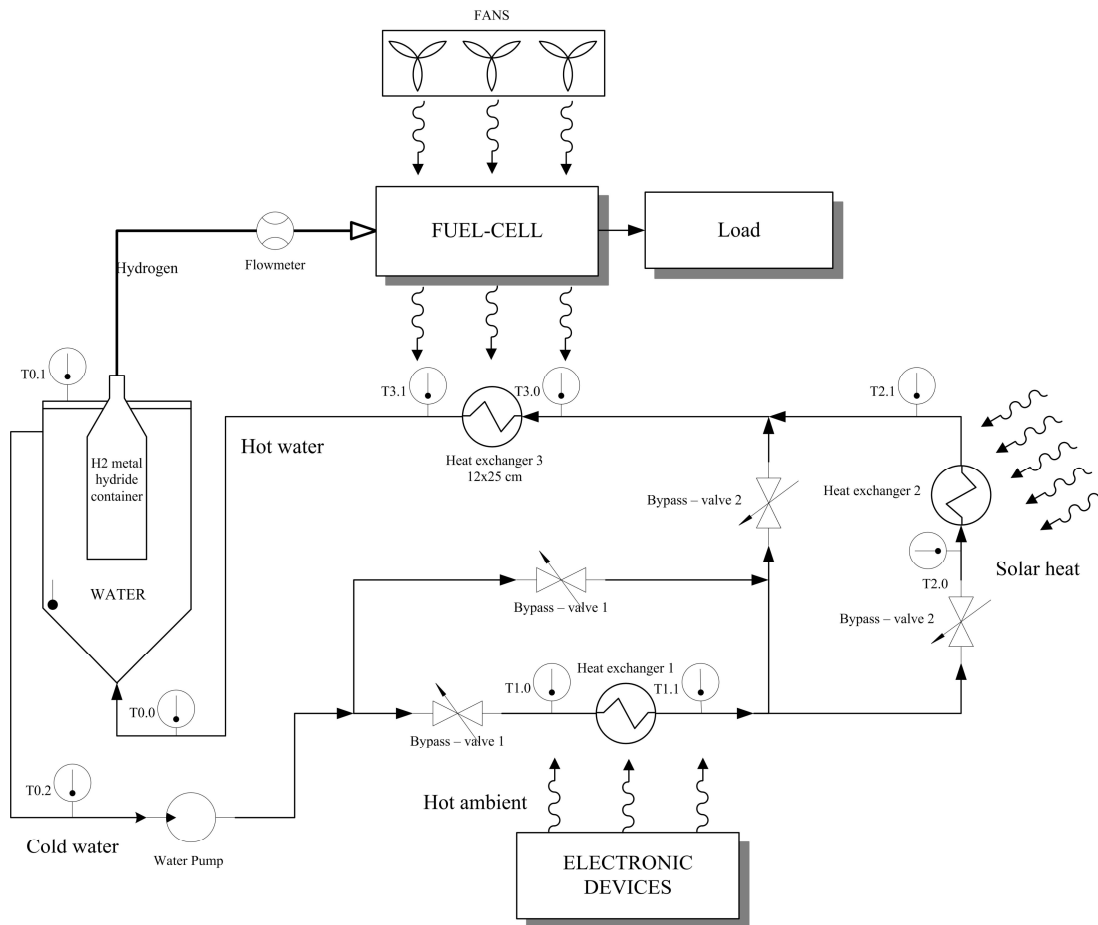 FANS
FUEL-CELL
Load
Hydrogen
Flowmeter
T0.1
T3.1
T3.0
T2.1
Hot water
Heat exchanger 3
12x25 cm
H2 metal
hydride
container
Bypass – valve 2
Heat exchanger 2
WATER
T2.0
Solar heat
Bypass – valve 1
Bypass – valve 2
Heat exchanger 1
T1.0
T1.1
T0.0
Bypass – valve 1
T0.2
Hot ambient
Cold water
Water Pump
ELECTRONIC
DEVICES